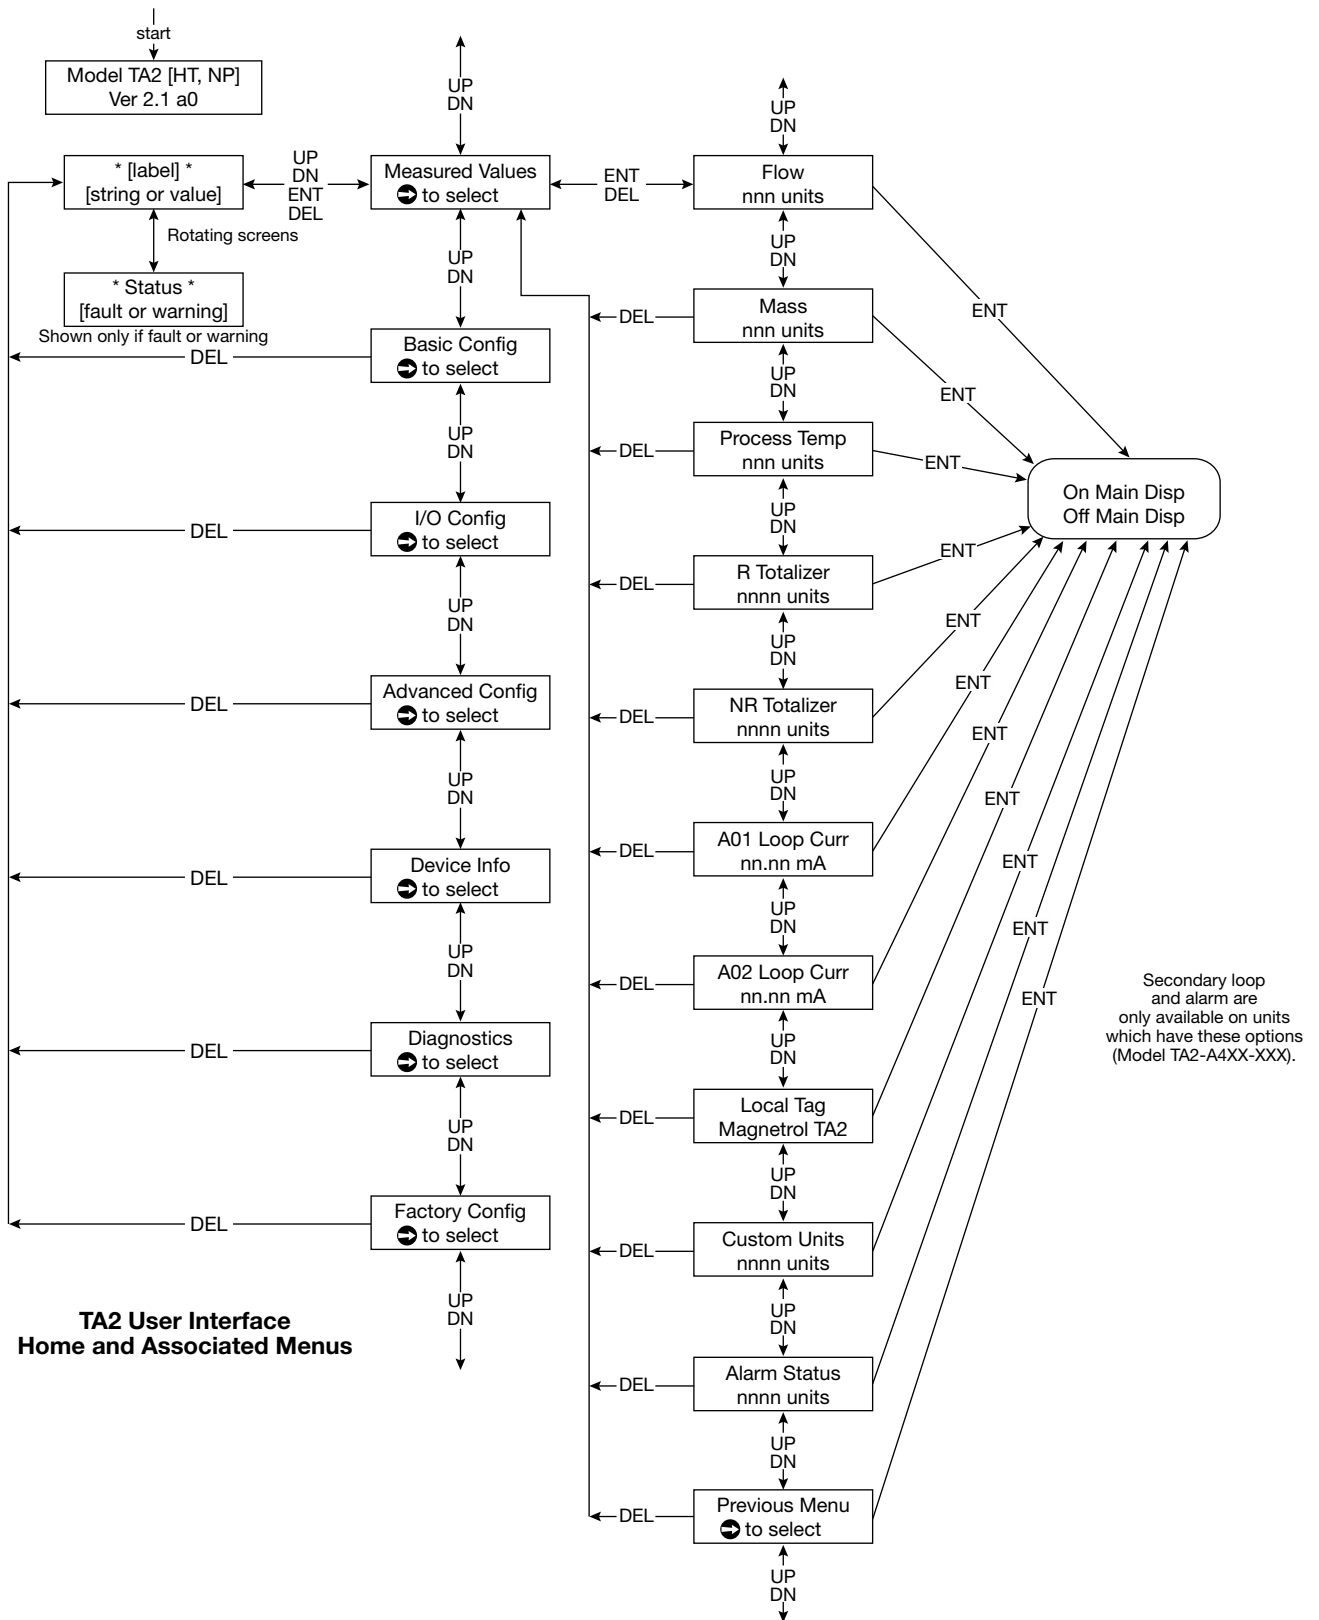 start
Model TA2 [HT, NP]
Ver 2.1 a0
* [label] *
[string or value]
UP
DN
ENT
DEL
Rotating screens
* Status *
[fault or warning]
Shown only if fault or warning
UP
DN
Measured Values
to select
UP
DN
Basic Config
to select
DEL
UP
DN
I/O Config
to select
DEL
UP
DN
Advanced Config
to select
DEL
UP
DN
Device Info
to select
DEL
UP
DN
Diagnostics
to select
DEL
UP
DN
Factory Config
to select
DEL
UP
DN
TA2 User Interface
Home and Associated Menus
ENT
DEL
UP
DN
Flow
nnn units
ENT
UP
DN
Mass
nnn units
DEL
ENT
UP
DN
Process Temp
nnn units
DEL
ENT
UP
DN
R Totalizer
nnnn units
DEL
ENT
UP
DN
NR Totalizer
nnnn units
DEL
ENT
UP
DN
A01 Loop Curr
nn.nn mA
DEL
ENT
UP
DN
A02 Loop Curr
nn.nn mA
DEL
ENT
UP
DN
Local Tag
Magnetrol TA2
DEL
ENT
UP
DN
Custom Units
nnnn units
DEL
ENT
UP
DN
Alarm Status
nnnn units
DEL
ENT
UP
DN
Previous Menu
to select
DEL
ENT
UP
DN
On Main Disp
Off Main Disp
Secondary loop
and alarm are
only available on units
which have these options
(Model TA2-A4XX-XXX).